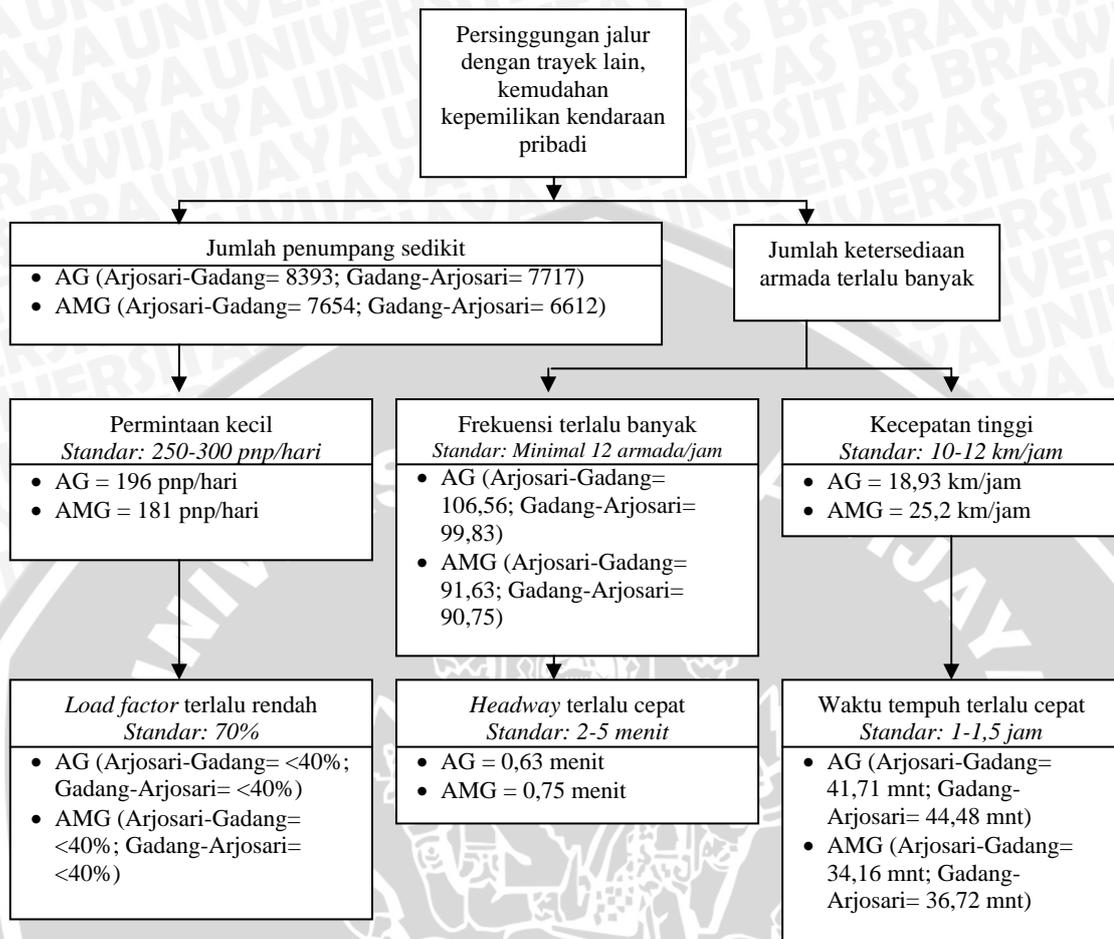 Persinggungan jalur
dengan trayek lain,
kemudahan
kepemilikan kendaraan
pribadi
Jumlah penumpang sedikit
• AG (Arjosari-Gadang= 8393; Gadang-Arjosari= 7717)
• AMG (Arjosari-Gadang= 7654; Gadang-Arjosari= 6612)
Jumlah ketersediaan
armada terlalu banyak
Permintaan kecil
Standar: 250-300 pnp/hari
• AG = 196 pnp/hari
• AMG = 181 pnp/hari
Frekuensi terlalu banyak
Standar: Minimal 12 armada/jam
• AG (Arjosari-Gadang=
106,56; Gadang-Arjosari=
99,83)
• AMG (Arjosari-Gadang=
91,63; Gadang-Arjosari=
90,75)
Kecepatan tinggi
Standar: 10-12 km/jam
• AG = 18,93 km/jam
• AMG = 25,2 km/jam
Load factor terlalu rendah
Standar: 70%
• AG (Arjosari-Gadang= <40%;
Gadang-Arjosari= <40%)
• AMG (Arjosari-Gadang=
<40%; Gadang-Arjosari=
<40%)
Headway terlalu cepat
Standar: 2-5 menit
• AG = 0,63 menit
• AMG = 0,75 menit
Waktu tempuh terlalu cepat
Standar: 1-1,5 jam
• AG (Arjosari-Gadang=
41,71 mnt; Gadang-
Arjosari= 44,48 mnt)
• AMG (Arjosari-Gadang=
34,16 mnt; Gadang-
Arjosari= 36,72 mnt)